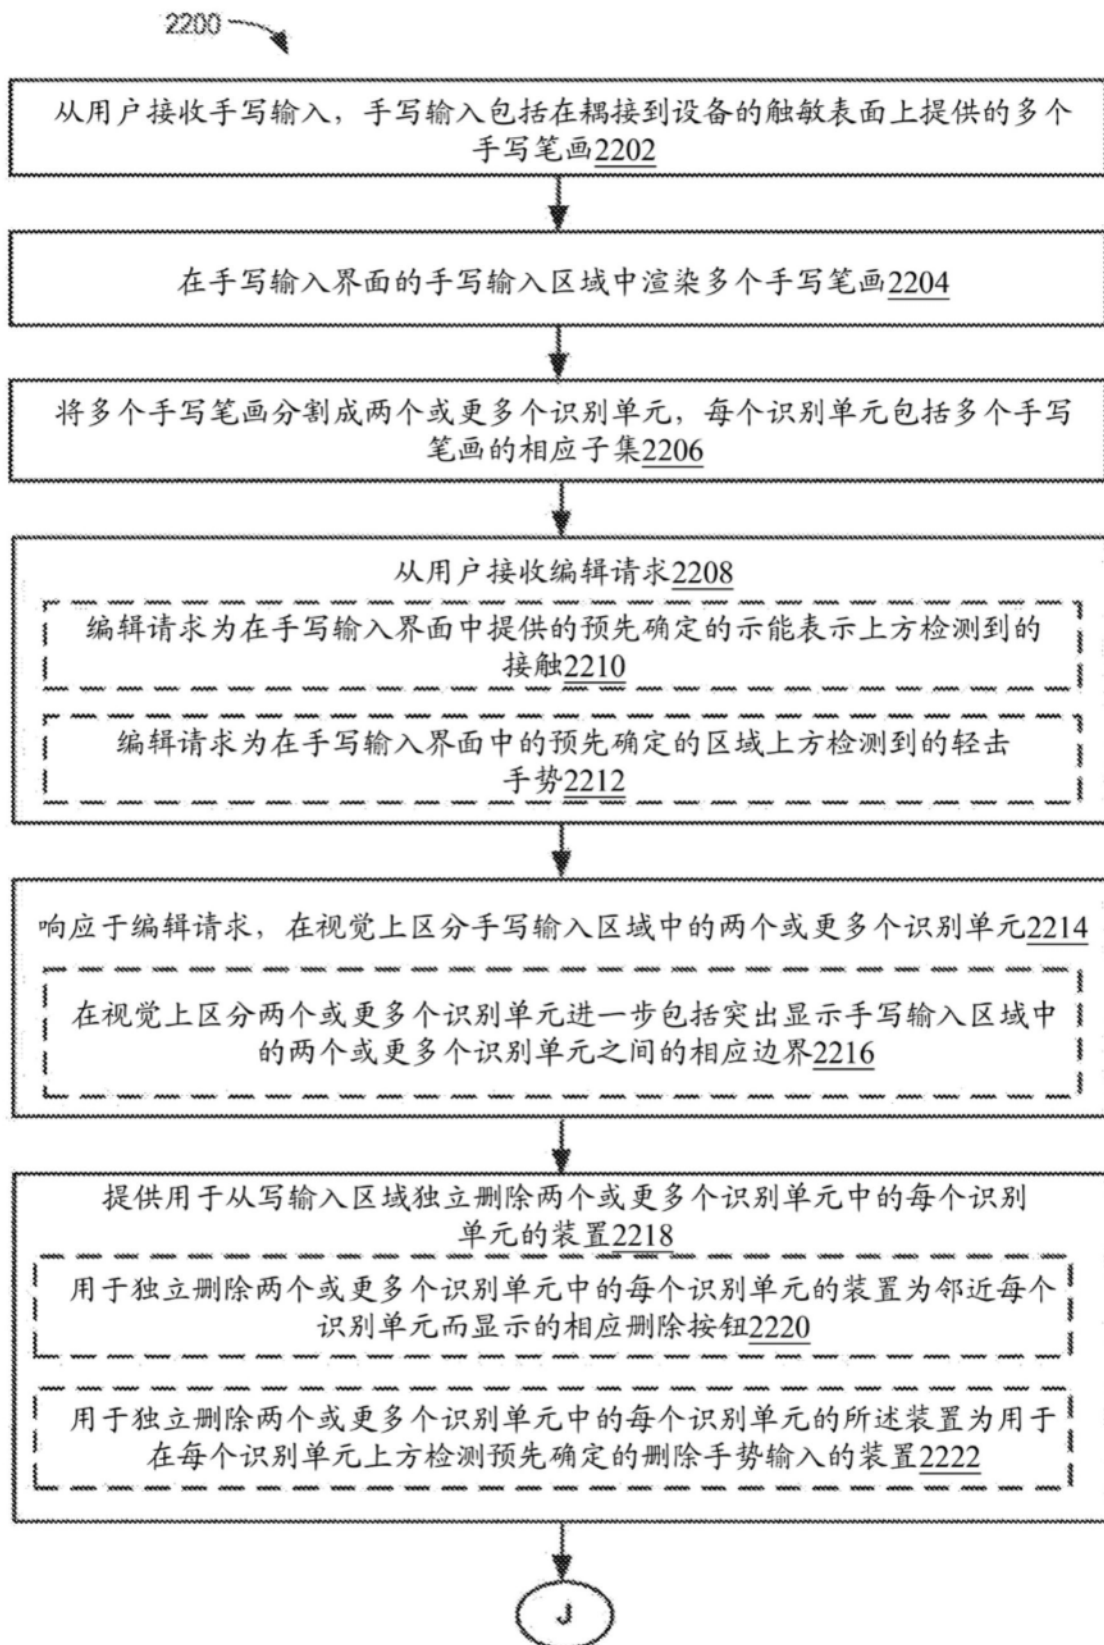 2200
从用户接收手写输入，手写输入包括在耦接到设备的触敏表面上提供的多个
手写笔画2202
在手写输入界面的手写输入区域中渲染多个手写笔画2204
将多个手写笔画分割成两个或更多个识别单元，每个识别单元包括多个手写
笔画的相应子集2206
从用户接收编辑请求2208
编辑请求为在手写输入界面中提供的预先确定的示能表示上方检测到的
接触2210
编辑请求为在手写输入界面中的预先确定的区域上方检测到的轻击
手势2212
响应于编辑请求，在视觉上区分手写输入区域中的两个或更多个识别单元2214
在视觉上区分两个或更多个识别单元进一步包括突出显示手写输入区域中
的两个或更多个识别单元之间的相应边界2216
提供用于从写输入区域独立删除两个或更多个识别单元中的每个识别
单元的装置2218
用于独立删除两个或更多个识别单元中的每个识别单元的装置为邻近每个
识别单元而显示的相应删除按钮2220
用于独立删除两个或更多个识别单元中的每个识别单元的所述装置为用于
在每个识别单元上方检测预先确定的删除手势输入的装置2222
J